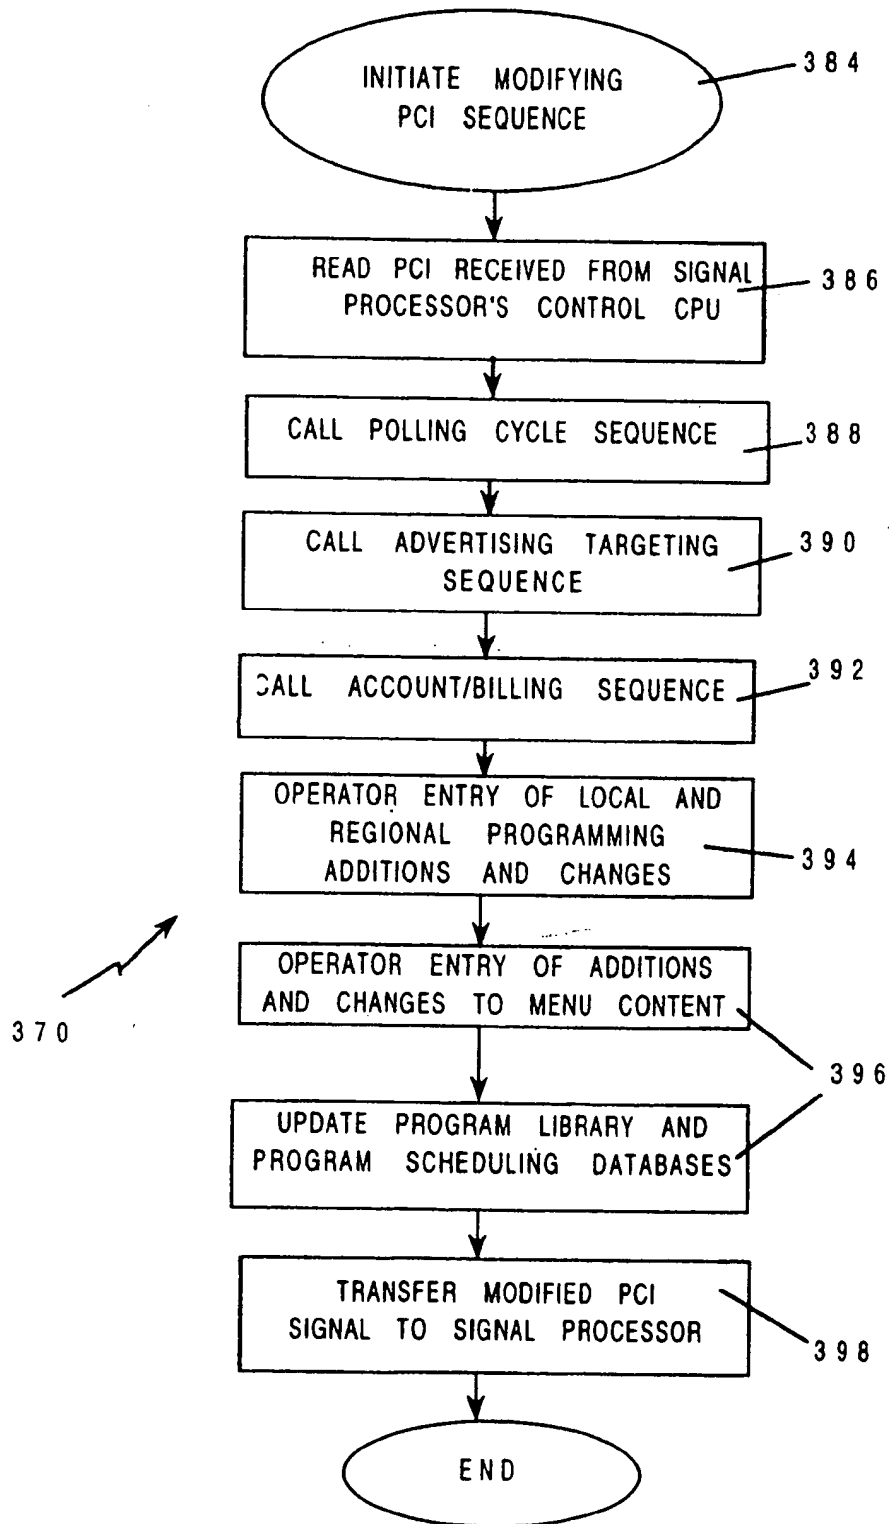 INITIATE MODIFYING
PCI SEQUENCE
384
READ PCI RECEIVED FROM SIGNAL
PROCESSOR'S CONTROL CPU
386
CALL POLLING CYCLE SEQUENCE
388
CALL ADVERTISING TARGETING
SEQUENCE
390
CALL ACCOUNT/BILLING SEQUENCE
392
OPERATOR ENTRY OF LOCAL AND
REGIONAL PROGRAMMING
ADDITIONS AND CHANGES
394
OPERATOR ENTRY OF ADDITIONS
AND CHANGES TO MENU CONTENT
370
396
UPDATE PROGRAM LIBRARY AND
PROGRAM SCHEDULING DATABASES
TRANSFER MODIFIED PCI
SIGNAL TO SIGNAL PROCESSOR
398
END